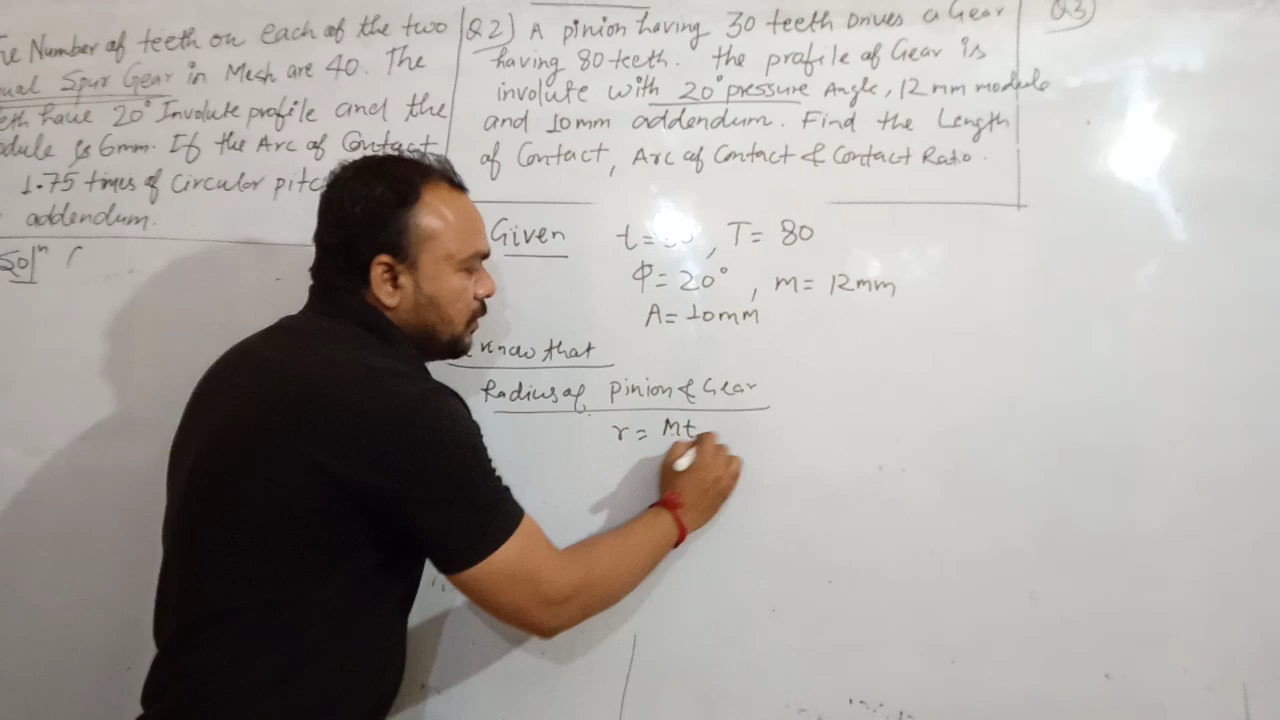 Number of teeth on each of the two
Spur Gear in Mesh are 40. The
have 20° Involute profile and the
is 6mm. If the Arc of Contact
1.75 times of Circular pitch
addendum.
Sol^n
Q2) A pinion having 30 teeth Drives a Gear
having 80 teeth. the profile of Gear is
involute with 20° pressure Angle, 12 mm module
and 10mm addendum. Find the Length
of Contact, Arc of Contact & Contact Ratio.
Given t= , T= 80
Φ= 20° , m= 12mm
A= 10mm
know that
Radius of Pinion & Gear
r= Mt
Q3)